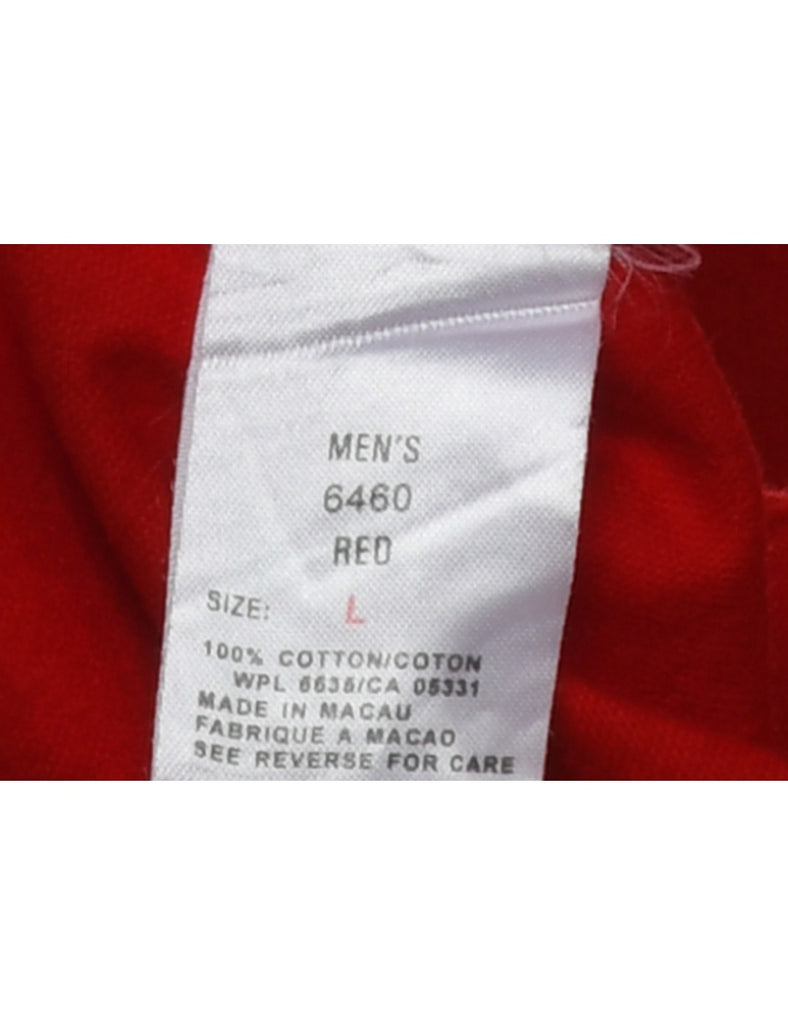 MEN'S
6460
RED
SIZE: L
100% COTTON/COTON
WPL 6635/CA 05331
MADE IN MACAU
FABRIQUE A MACAO
SEE REVERSE FOR CARE